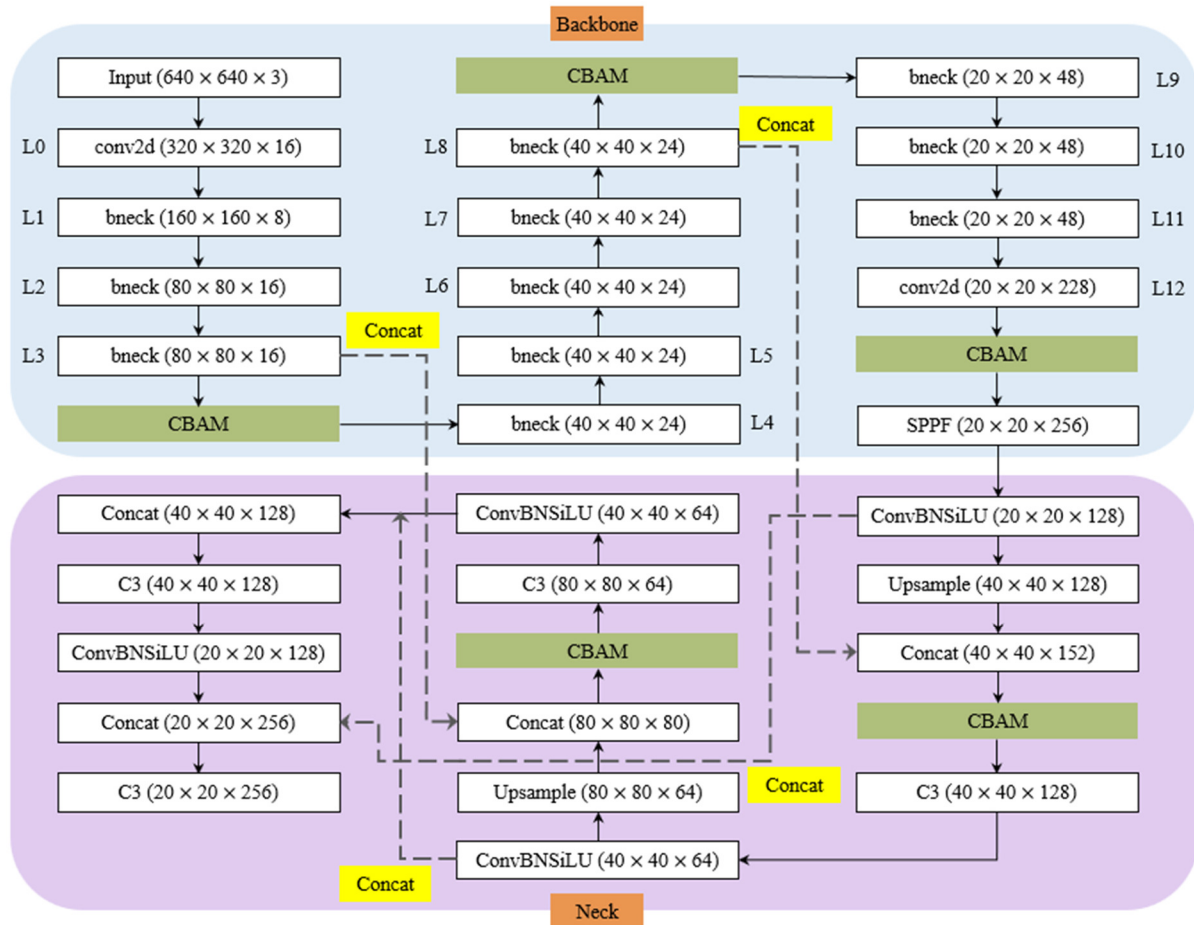 Backbone
Input (640 × 640 × 3)
L0
conv2d (320 × 320 × 16)
L1
bneck (160 × 160 × 8)
L2
bneck (80 × 80 × 16)
L3
bneck (80 × 80 × 16)
Concat
CBAM
CBAM
L8
bneck (40 × 40 × 24)
Concat
L7
bneck (40 × 40 × 24)
L6
bneck (40 × 40 × 24)
bneck (40 × 40 × 24)
L5
bneck (40 × 40 × 24)
L4
bneck (20 × 20 × 48)
L9
bneck (20 × 20 × 48)
L10
bneck (20 × 20 × 48)
L11
conv2d (20 × 20 × 228)
L12
CBAM
SPPF (20 × 20 × 256)
Concat (40 × 40 × 128)
C3 (40 × 40 × 128)
ConvBNSiLU (20 × 20 × 128)
Concat (20 × 20 × 256)
C3 (20 × 20 × 256)
ConvBNSiLU (40 × 40 × 64)
C3 (80 × 80 × 64)
CBAM
Concat (80 × 80 × 80)
Upsample (80 × 80 × 64)
Concat
ConvBNSiLU (40 × 40 × 64)
Concat
ConvBNSiLU (20 × 20 × 128)
Upsample (40 × 40 × 128)
Concat (40 × 40 × 152)
CBAM
C3 (40 × 40 × 128)
Neck